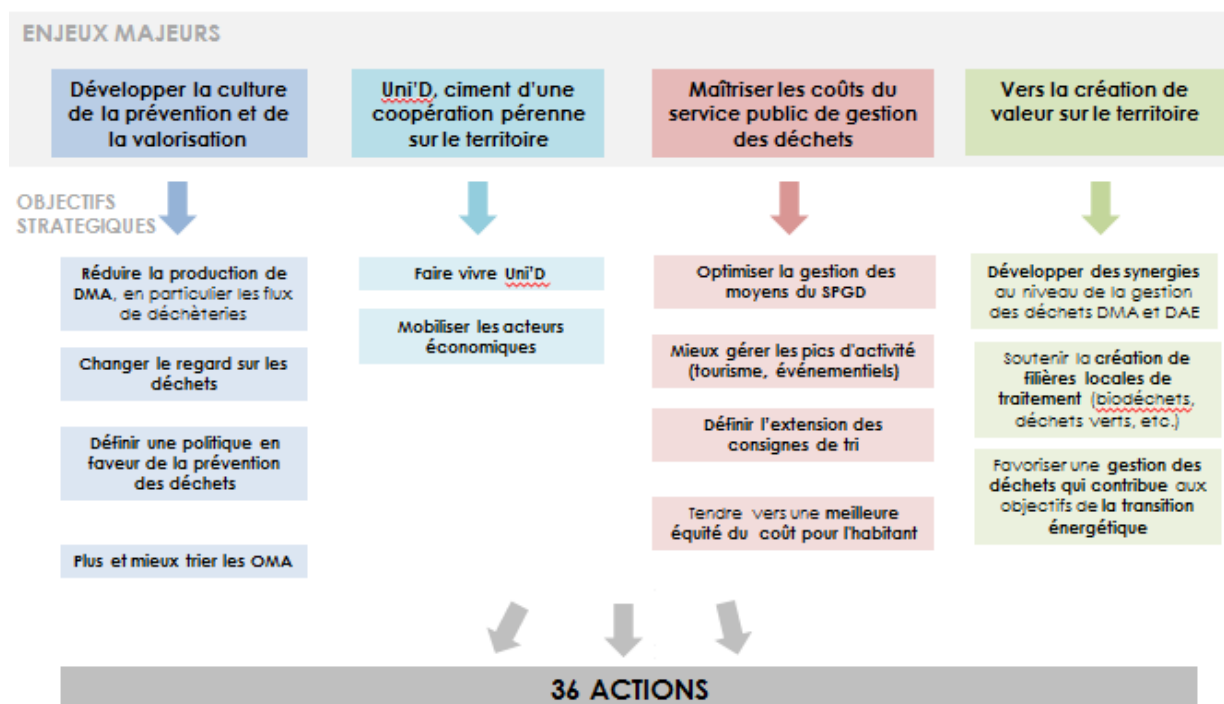 ENJEUX MAJEURS
Développer la culture
de la prévention et de
la valorisation
Uni'D, ciment d'une
coopération pérenne
sur le territoire
Maîtriser les coûts du
service public de gestion
des déchets
Vers la création de
valeur sur le territoire
OBJECTIFS
STRATEGIQUES
Réduire la production de
DMA, en particulier les flux
de déchèteries
Changer le regard sur les
déchets
Définir une politique en
faveur de la prévention
des déchets
Plus et mieux trier les OMA
Faire vivre Uni'D
Mobiliser les acteurs
économiques
Optimiser la gestion des
moyens du SPGD
Mieux gérer les pics d'activité
(tourisme, événementiels)
Définir l'extension des
consignes de tri
Tendre vers une meilleure
équité du coût pour l'habitant
Développer des synergies
au niveau de la gestion
des déchets DMA et DAE
Soutenir la création de
filières locales de
traitement (biodéchets,
déchets verts, etc.)
Favoriser une gestion des
déchets qui contribue aux
objectifs de la transition
énergétique
36 ACTIONS